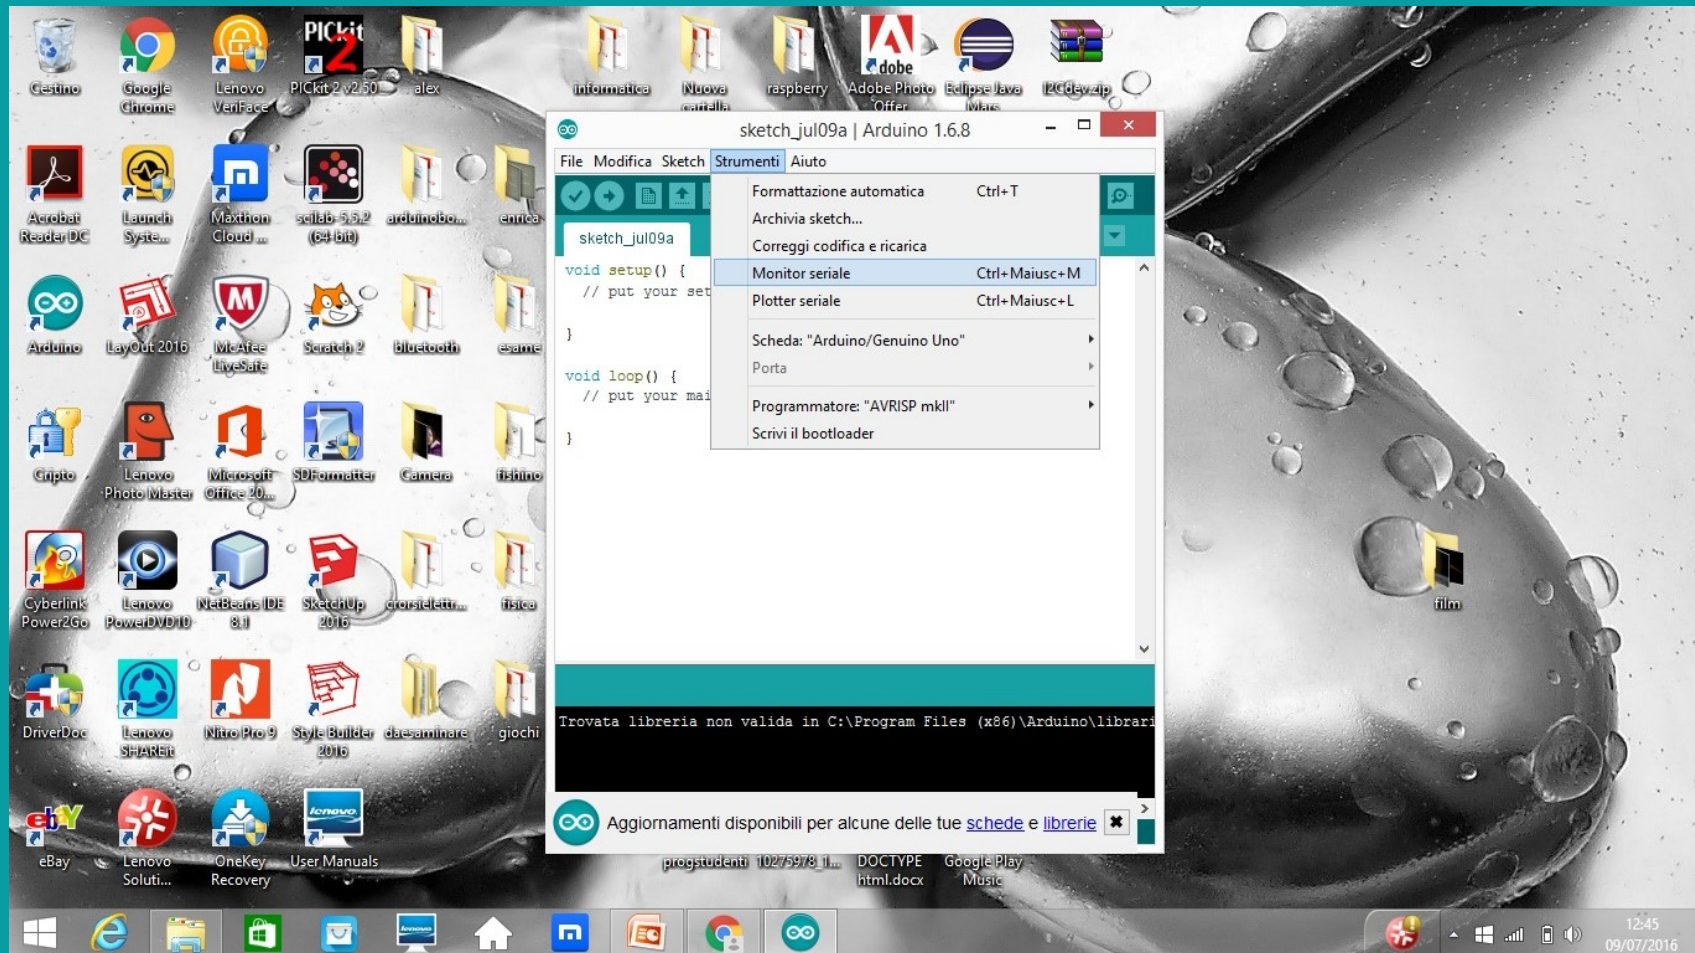 Cestino
Google
Chrome
Lenovo
VeriFace
PICkit
2
PICkit 2 v2.50
alex
informatica
Nuova
cartella
raspberry
Adobe
Adobe Photo
Offer
Eclipse Java
Mars
I2Cdev.zip
Acrobat
Reader DC
Launch
Syste...
Maxthon
Cloud ...
scilab-5.5.2
(64-bit)
arduinobo...
enrica
Arduino
LayOut 2016
McAfee
LiveSafe
Scratch 2
bluetooth
esame
Cripto
Lenovo
Photo Master
Microsoft
Office 20...
SDFormatter
Camera
fishino
Cyberlink
Power2Go
Lenovo
PowerDVD10
NetBeans IDE
8.1
SketchUp
2016
crorsielettr...
fisica
DriverDoc
Lenovo
SHAREit
Nitro Pro 9
Style Builder
2016
daesaminare
giochi
ebY
eBay
Lenovo
Soluti...
OneKey
Recovery
lenovo
User Manuals
film
sketch_jul09a | Arduino 1.6.8
File Modifica Sketch Strumenti Aiuto
Formattazione automatica Ctrl+T
Archivia sketch...
Correggi codifica e ricarica
Monitor seriale Ctrl+Maiusc+M
Plotter seriale Ctrl+Maiusc+L
Scheda: "Arduino/Genuino Uno"
Porta
Programmatore: "AVRISP mkII"
Scrivi il bootloader
sketch_jul09a
void setup() {
// put your set
}
void loop() {
// put your mai
}
Trovata libreria non valida in C:\Program Files (x86)\Arduino\librari
Aggiornamenti disponibili per alcune delle tue schede e librerie
progstudenti
10275978_1...
DOCTYPE
html.docx
Google Play
Music
lenovo
12:45
09/07/2016